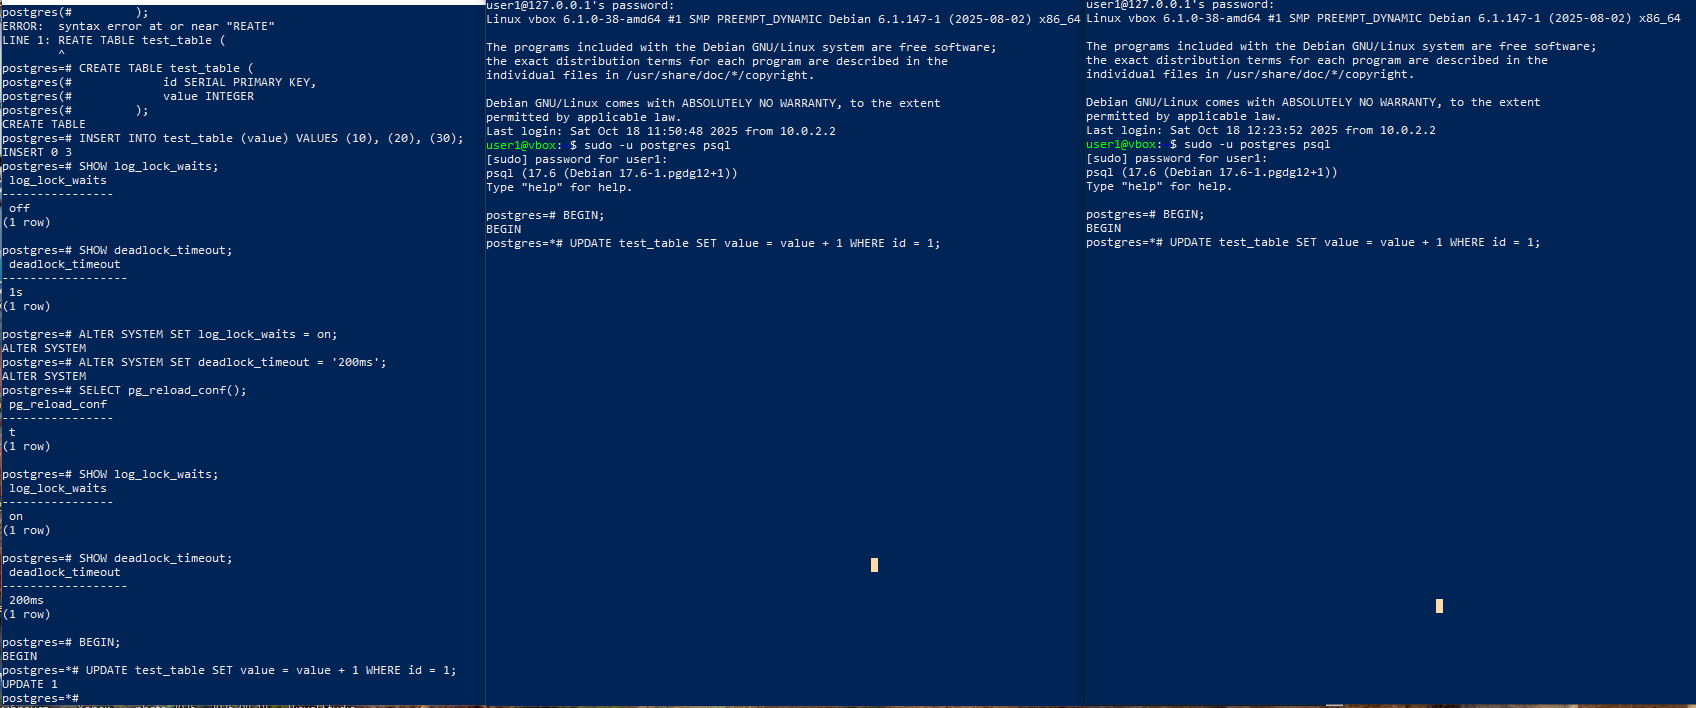 postgres(#         );
ERROR:  syntax error at or near "REATE"
LINE 1: REATE TABLE test_table (
        ^
postgres=# CREATE TABLE test_table (
postgres(#             id SERIAL PRIMARY KEY,
postgres(#             value INTEGER
postgres(#         );
CREATE TABLE
postgres=# INSERT INTO test_table (value) VALUES (10), (20), (30);
INSERT 0 3
postgres=# SHOW log_lock_waits;
 log_lock_waits
----------------
 off
(1 row)
postgres=# SHOW deadlock_timeout;
 deadlock_timeout
------------------
 1s
(1 row)
postgres=# ALTER SYSTEM SET log_lock_waits = on;
ALTER SYSTEM
postgres=# ALTER SYSTEM SET deadlock_timeout = '200ms';
ALTER SYSTEM
postgres=# SELECT pg_reload_conf();
 pg_reload_conf
----------------
 t
(1 row)
postgres=# SHOW log_lock_waits;
 log_lock_waits
----------------
 on
(1 row)
postgres=# SHOW deadlock_timeout;
 deadlock_timeout
------------------
 200ms
(1 row)
postgres=# BEGIN;
BEGIN
postgres=*# UPDATE test_table SET value = value + 1 WHERE id = 1;
UPDATE 1
postgres=*#
user1@127.0.0.1's password:
Linux vbox 6.1.0-38-amd64 #1 SMP PREEMPT_DYNAMIC Debian 6.1.147-1 (2025-08-02) x86_64
The programs included with the Debian GNU/Linux system are free software;
the exact distribution terms for each program are described in the
individual files in /usr/share/doc/*/copyright.
Debian GNU/Linux comes with ABSOLUTELY NO WARRANTY, to the extent
permitted by applicable law.
Last login: Sat Oct 18 11:50:48 2025 from 10.0.2.2
user1@vbox: $ sudo -u postgres psql
[sudo] password for user1:
psql (17.6 (Debian 17.6-1.pgdg12+1))
Type "help" for help.
postgres=# BEGIN;
BEGIN
postgres=*# UPDATE test_table SET value = value + 1 WHERE id = 1;
user1@127.0.0.1's password:
Linux vbox 6.1.0-38-amd64 #1 SMP PREEMPT_DYNAMIC Debian 6.1.147-1 (2025-08-02) x86_64
The programs included with the Debian GNU/Linux system are free software;
the exact distribution terms for each program are described in the
individual files in /usr/share/doc/*/copyright.
Debian GNU/Linux comes with ABSOLUTELY NO WARRANTY, to the extent
permitted by applicable law.
Last login: Sat Oct 18 12:23:52 2025 from 10.0.2.2
user1@vbox: $ sudo -u postgres psql
[sudo] password for user1:
psql (17.6 (Debian 17.6-1.pgdg12+1))
Type "help" for help.
postgres=# BEGIN;
BEGIN
postgres=*# UPDATE test_table SET value = value + 1 WHERE id = 1;